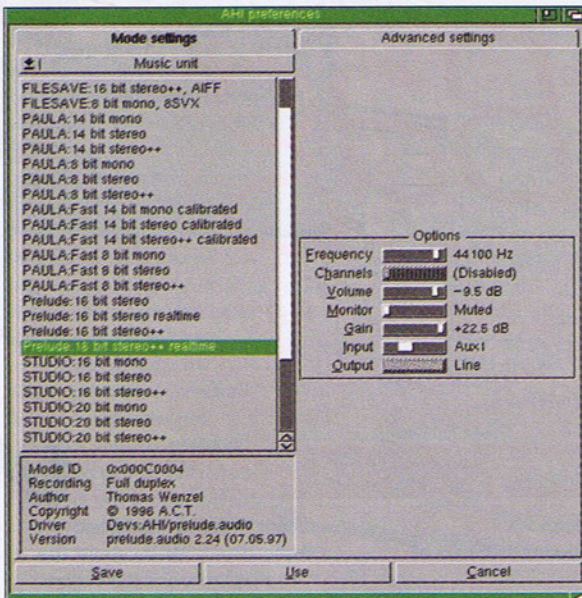 AHI preferences
Mode settings
Advanced settings
Music unit
FILESAVE:16 bit stereo++, AIFF
FILESAVE:8 bit mono, 8SVX
PAULA:14 bit mono
PAULA:14 bit stereo
PAULA:14 bit stereo++
PAULA:8 bit mono
PAULA:8 bit stereo
PAULA:8 bit stereo++
PAULA:Fast 14 bit mono calibrated
PAULA:Fast 14 bit stereo calibrated
PAULA:Fast 14 bit stereo++ calibrated
PAULA:Fast 8 bit mono
PAULA:Fast 8 bit stereo
PAULA:Fast 8 bit stereo++
Prelude:16 bit stereo
Prelude:16 bit stereo realtime
Prelude:16 bit stereo++
Prelude:16 bit stereo++ realtime
STUDIO:16 bit mono
STUDIO:16 bit stereo
STUDIO:16 bit stereo++
STUDIO:20 bit mono
STUDIO:20 bit stereo
STUDIO:20 bit stereo++
Options
Frequency 44100 Hz
Channels (Disabled)
Volume -9.5 dB
Monitor Muted
Gain +22.5 dB
Input Aux1
Output Line
Mode ID 0x000C0004
Recording Full duplex
Author Thomas Wenzel
Copyright © 1996 A.C.T.
Driver Devs:AHI/prelude.audio
Version prelude.audio 2.24 (07.05.97)
Save
Use
Cancel